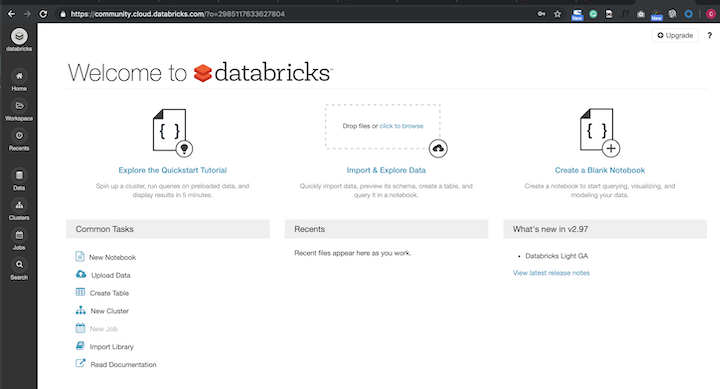 https://community.cloud.databricks.com/?o=2985117633627804
New
New
C
databricks
Home
Workspace
Recents
Data
Clusters
Jobs
Search
Upgrade
?
Welcome to databricks™
Explore the Quickstart Tutorial
Spin up a cluster, run queries on preloaded data, and
display results in 5 minutes.
Drop files or click to browse
Import & Explore Data
Quickly import data, preview its schema, create a table, and
query it in a notebook.
Create a Blank Notebook
Create a notebook to start querying, visualizing, and
modeling your data.
Common Tasks
New Notebook
Upload Data
Create Table
New Cluster
New Job
Import Library
Read Documentation
Recents
Recent files appear here as you work.
What's new in v2.97
• Databricks Light GA
View latest release notes